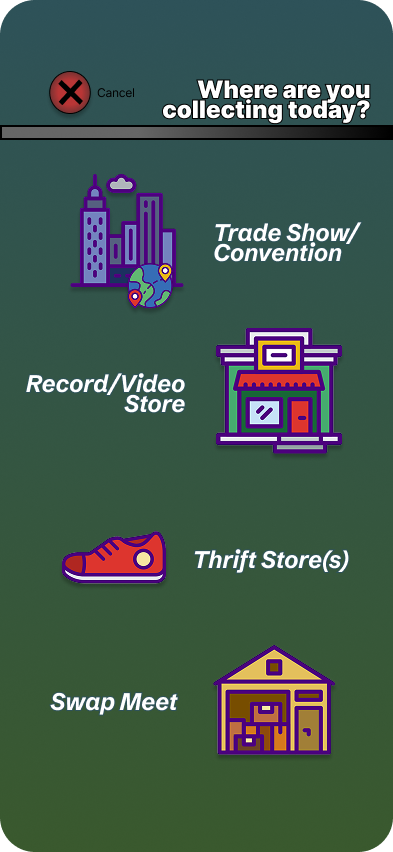 Cancel
Where are you
collecting today?
Trade Show/
Convention
Record/Video
Store
Thrift Store(s)
Swap Meet